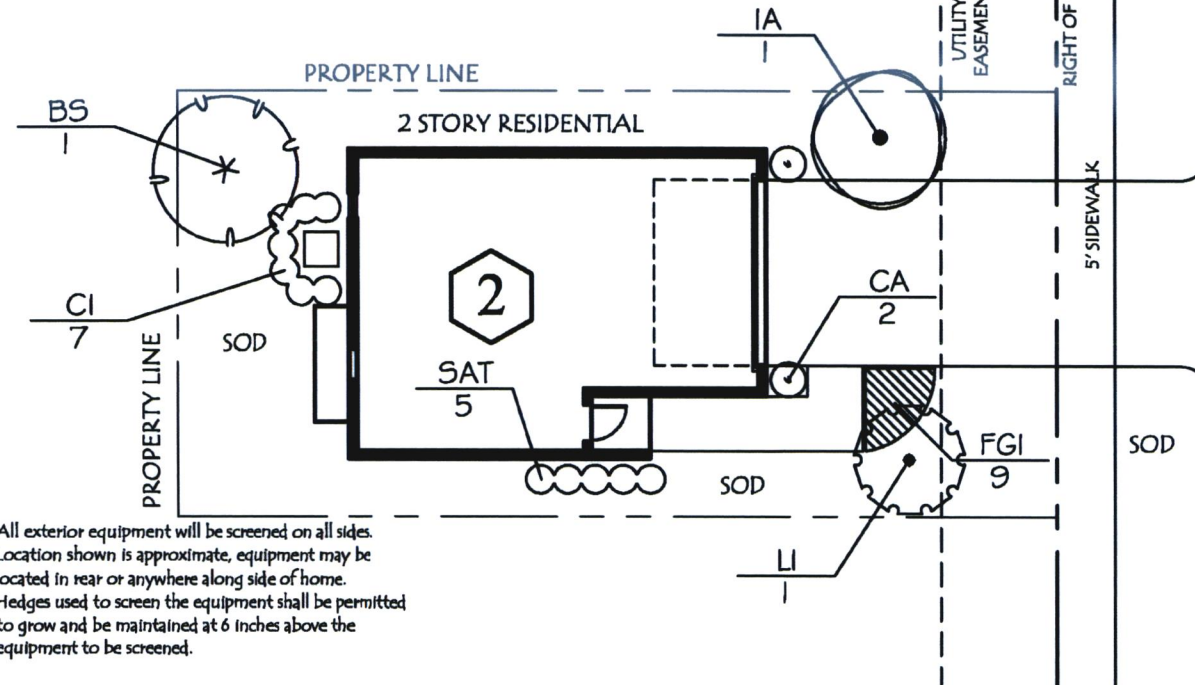 IA
1
UTILITY
EASEMEN
RIGHT OF
PROPERTY LINE
BS
1
2 STORY RESIDENTIAL
5' SIDEWALK
2
CA
2
CI
7
SOD
PROPERTY LINE
SAT
5
FGI
9
SOD
SOD
LI
1
All exterior equipment will be screened on all sides.
Location shown is approximate, equipment may be
ocated in rear or anywhere along side of home.
Hedges used to screen the equipment shall be permitted
to grow and be maintained at 6 inches above the
equipment to be screened.